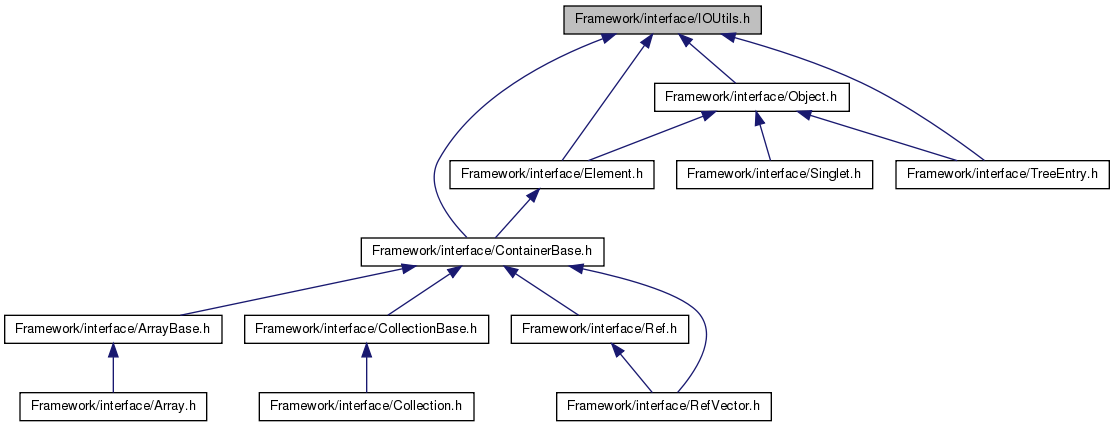 Framework/interface/IOUtils.h
Framework/interface/Object.h
Framework/interface/Element.h
Framework/interface/Singlet.h
Framework/interface/TreeEntry.h
Framework/interface/ContainerBase.h
Framework/interface/ArrayBase.h
Framework/interface/CollectionBase.h
Framework/interface/Ref.h
Framework/interface/Array.h
Framework/interface/Collection.h
Framework/interface/RefVector.h